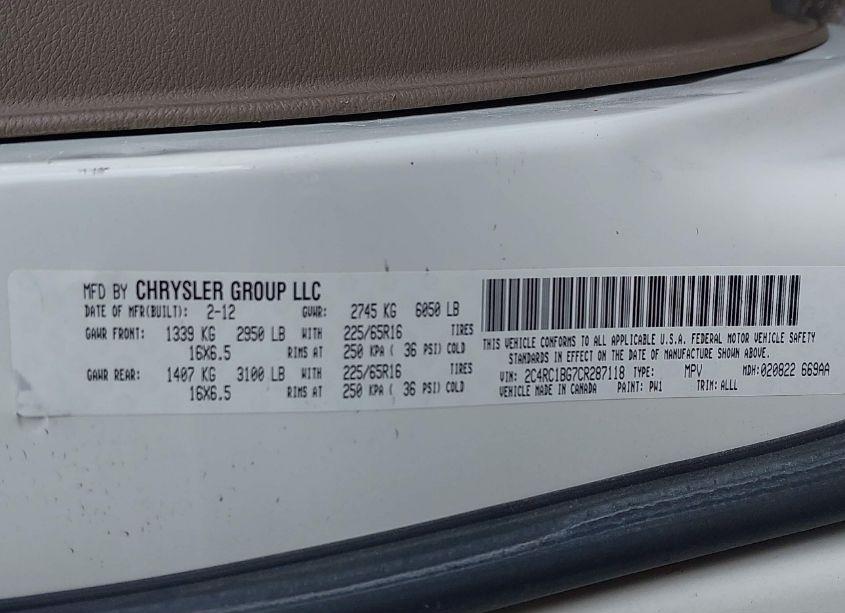 MFD BY CHRYSLER GROUP LLC
DATE OF MFR(BUILT): 2-12 GVWR: 2745 KG 6050 LB
GAWR FRONT: 1339 KG 2950 LB WITH 225/65R16 TIRES
16X6.5 RIMS AT 250 KPA ( 36 PSI) COLD
GAWR REAR: 1407 KG 3100 LB WITH 225/65R16 TIRES
16X6.5 RIMS AT 250 KPA ( 36 PSI) COLD
THIS VEHICLE CONFORMS TO ALL APPLICABLE U.S.A. FEDERAL MOTOR VEHICLE SAFETY
STANDARDS IN EFFECT ON THE DATE OF MANUFACTURE SHOWN ABOVE.
VIN: 2C4RC1BG7CR287118 TYPE: MPV MDH:020822 669AA
VEHICLE MADE IN CANADA PAINT: PW1 TRIM: ALLL